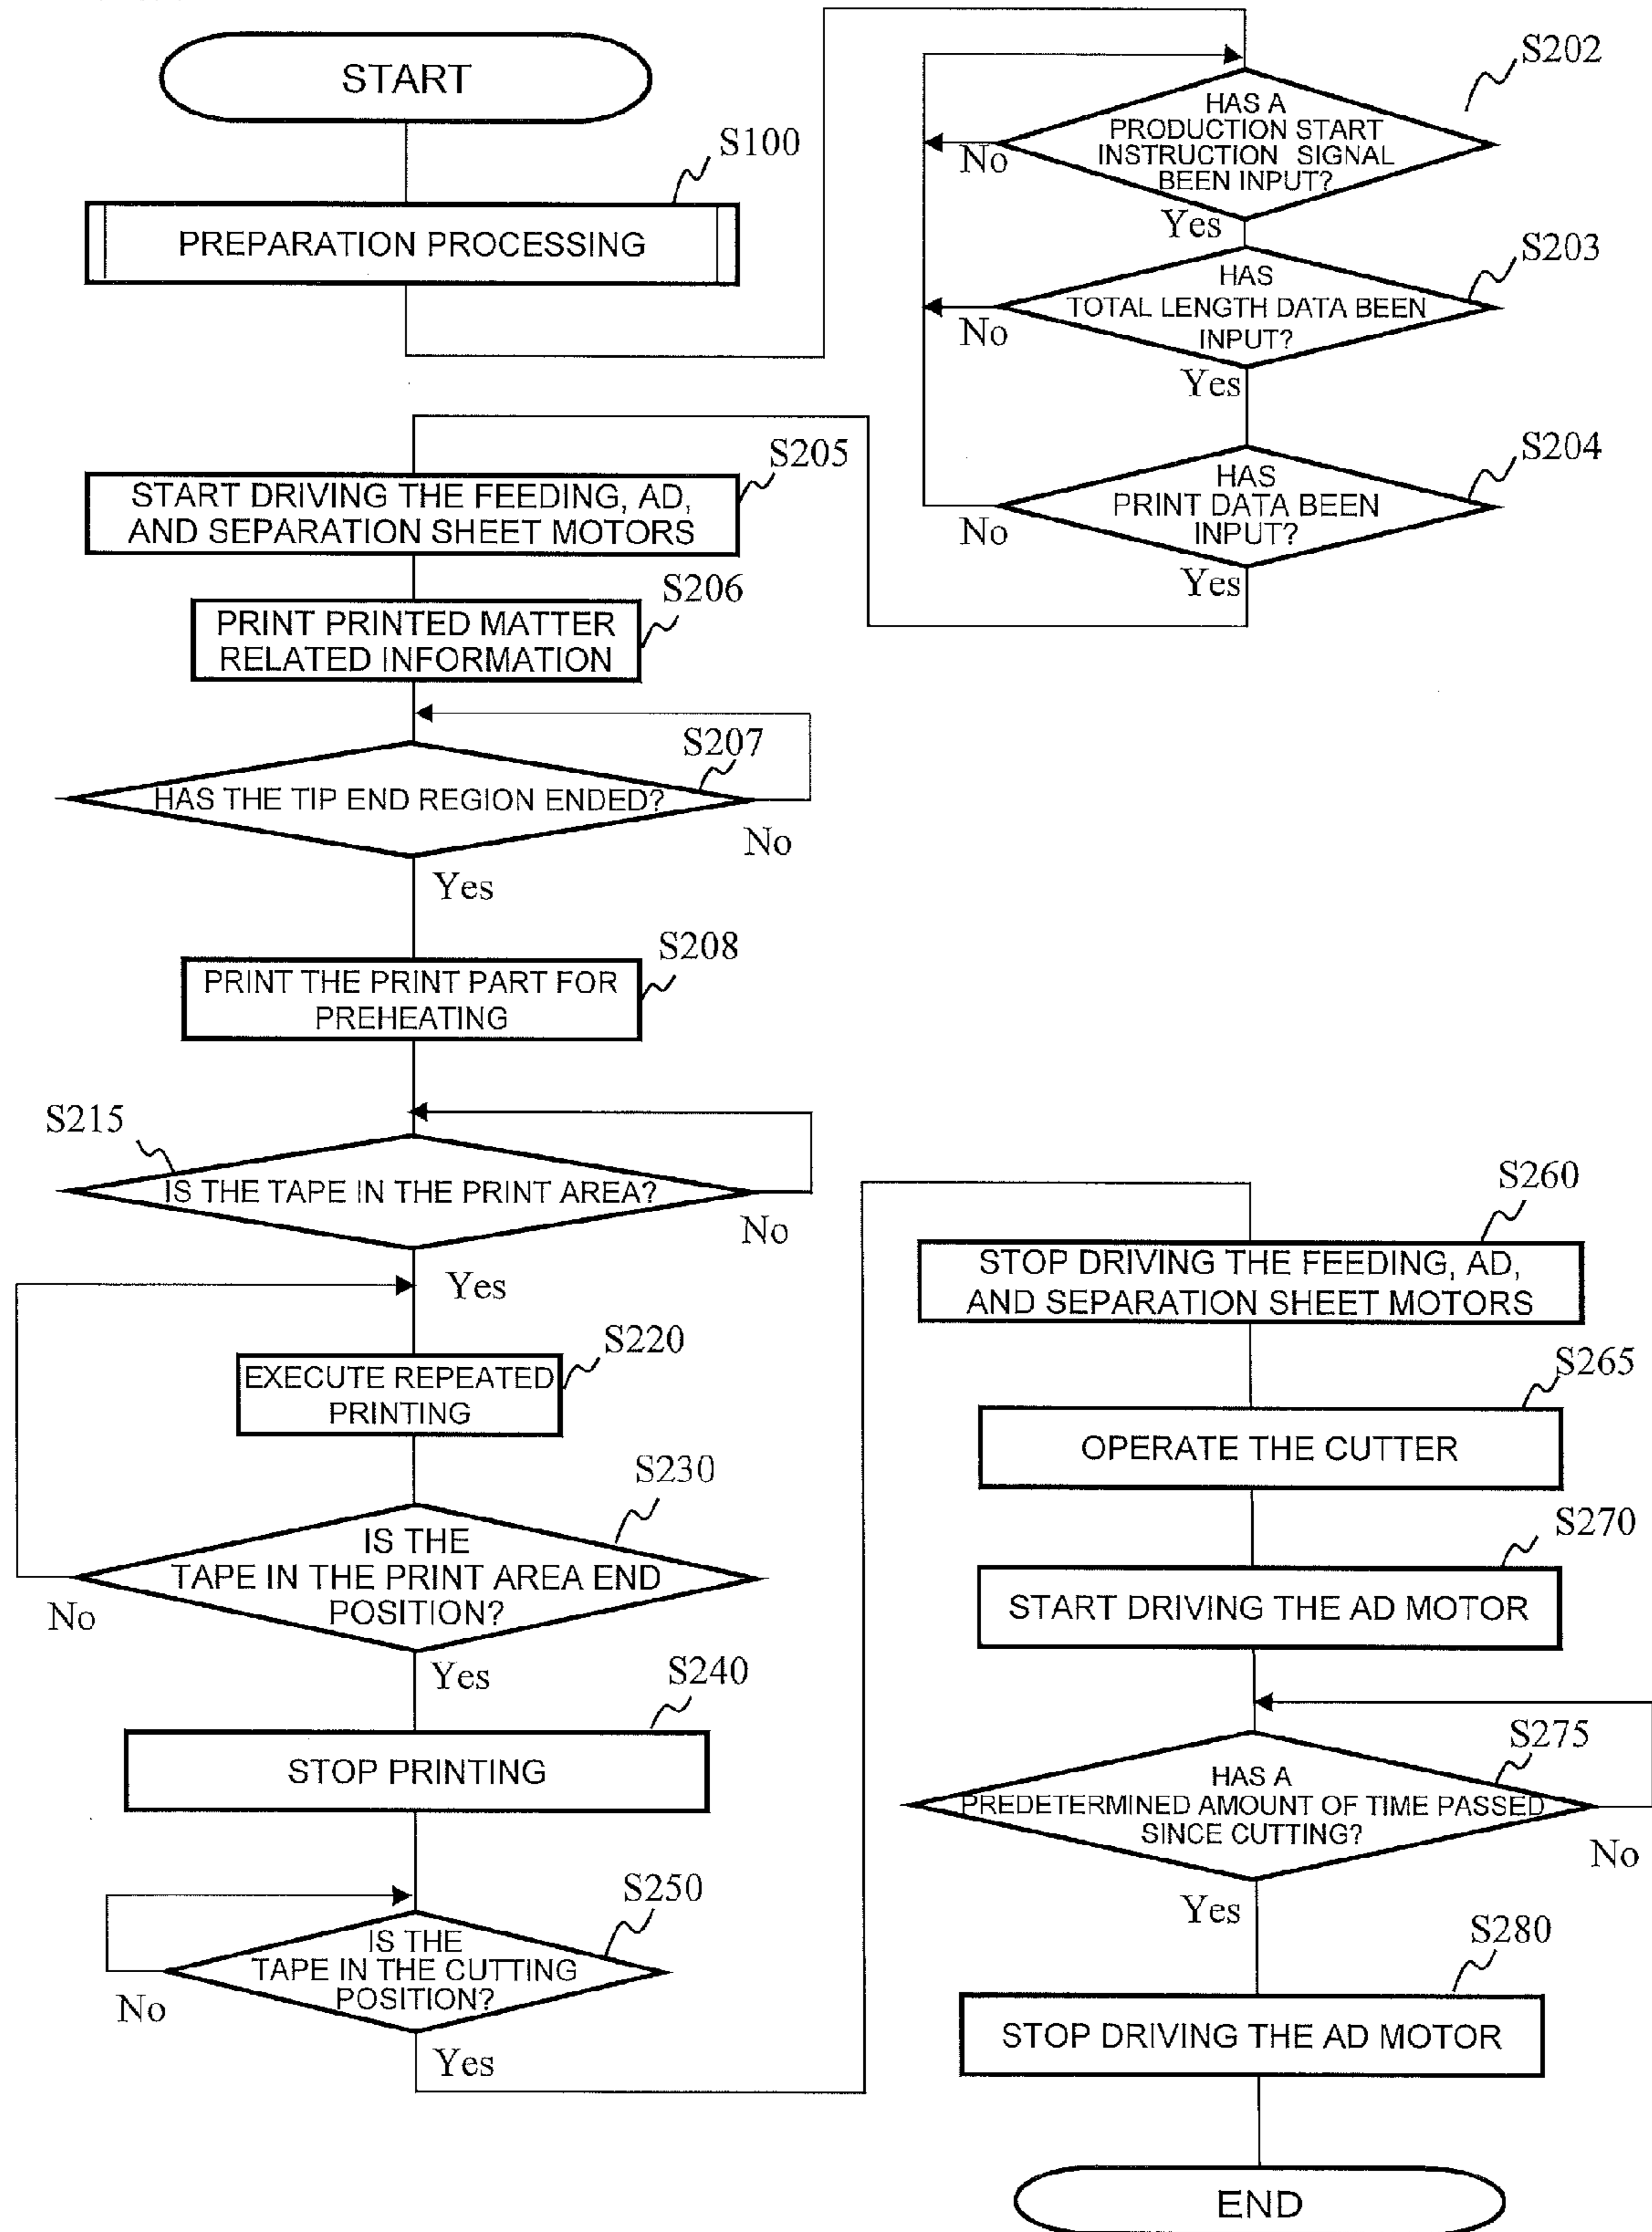 START
S100
PREPARATION PROCESSING
S202
HAS A
PRODUCTION START
INSTRUCTION SIGNAL
BEEN INPUT?
No
Yes
S203
HAS
TOTAL LENGTH DATA BEEN
INPUT?
No
Yes
S204
HAS
PRINT DATA BEEN
INPUT?
No
Yes
S205
START DRIVING THE FEEDING, AD,
AND SEPARATION SHEET MOTORS
S206
PRINT PRINTED MATTER
RELATED INFORMATION
S207
HAS THE TIP END REGION ENDED?
No
Yes
S208
PRINT THE PRINT PART FOR
PREHEATING
S215
IS THE TAPE IN THE PRINT AREA?
No
Yes
S220
EXECUTE REPEATED
PRINTING
S230
IS THE
TAPE IN THE PRINT AREA END
POSITION?
No
Yes
S240
STOP PRINTING
S250
IS THE
TAPE IN THE CUTTING
POSITION?
No
Yes
S260
STOP DRIVING THE FEEDING, AD,
AND SEPARATION SHEET MOTORS
S265
OPERATE THE CUTTER
S270
START DRIVING THE AD MOTOR
S275
HAS A
PREDETERMINED AMOUNT OF TIME PASSED
SINCE CUTTING?
No
Yes
S280
STOP DRIVING THE AD MOTOR
END